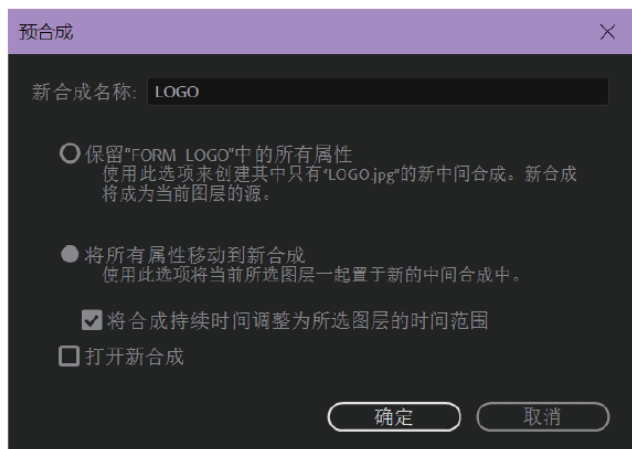 预合成
新合成名称: LOGO
保留"FORM LOGO"中的所有属性
使用此选项来创建其中只有"LOGO.jpg"的新中间合成。新合成
将成为当前图层的源。
将所有属性移动到新合成
使用此选项将当前所选图层一起置于新的中间合成中。
将合成持续时间调整为所选图层的时间范围
打开新合成
确定 取消